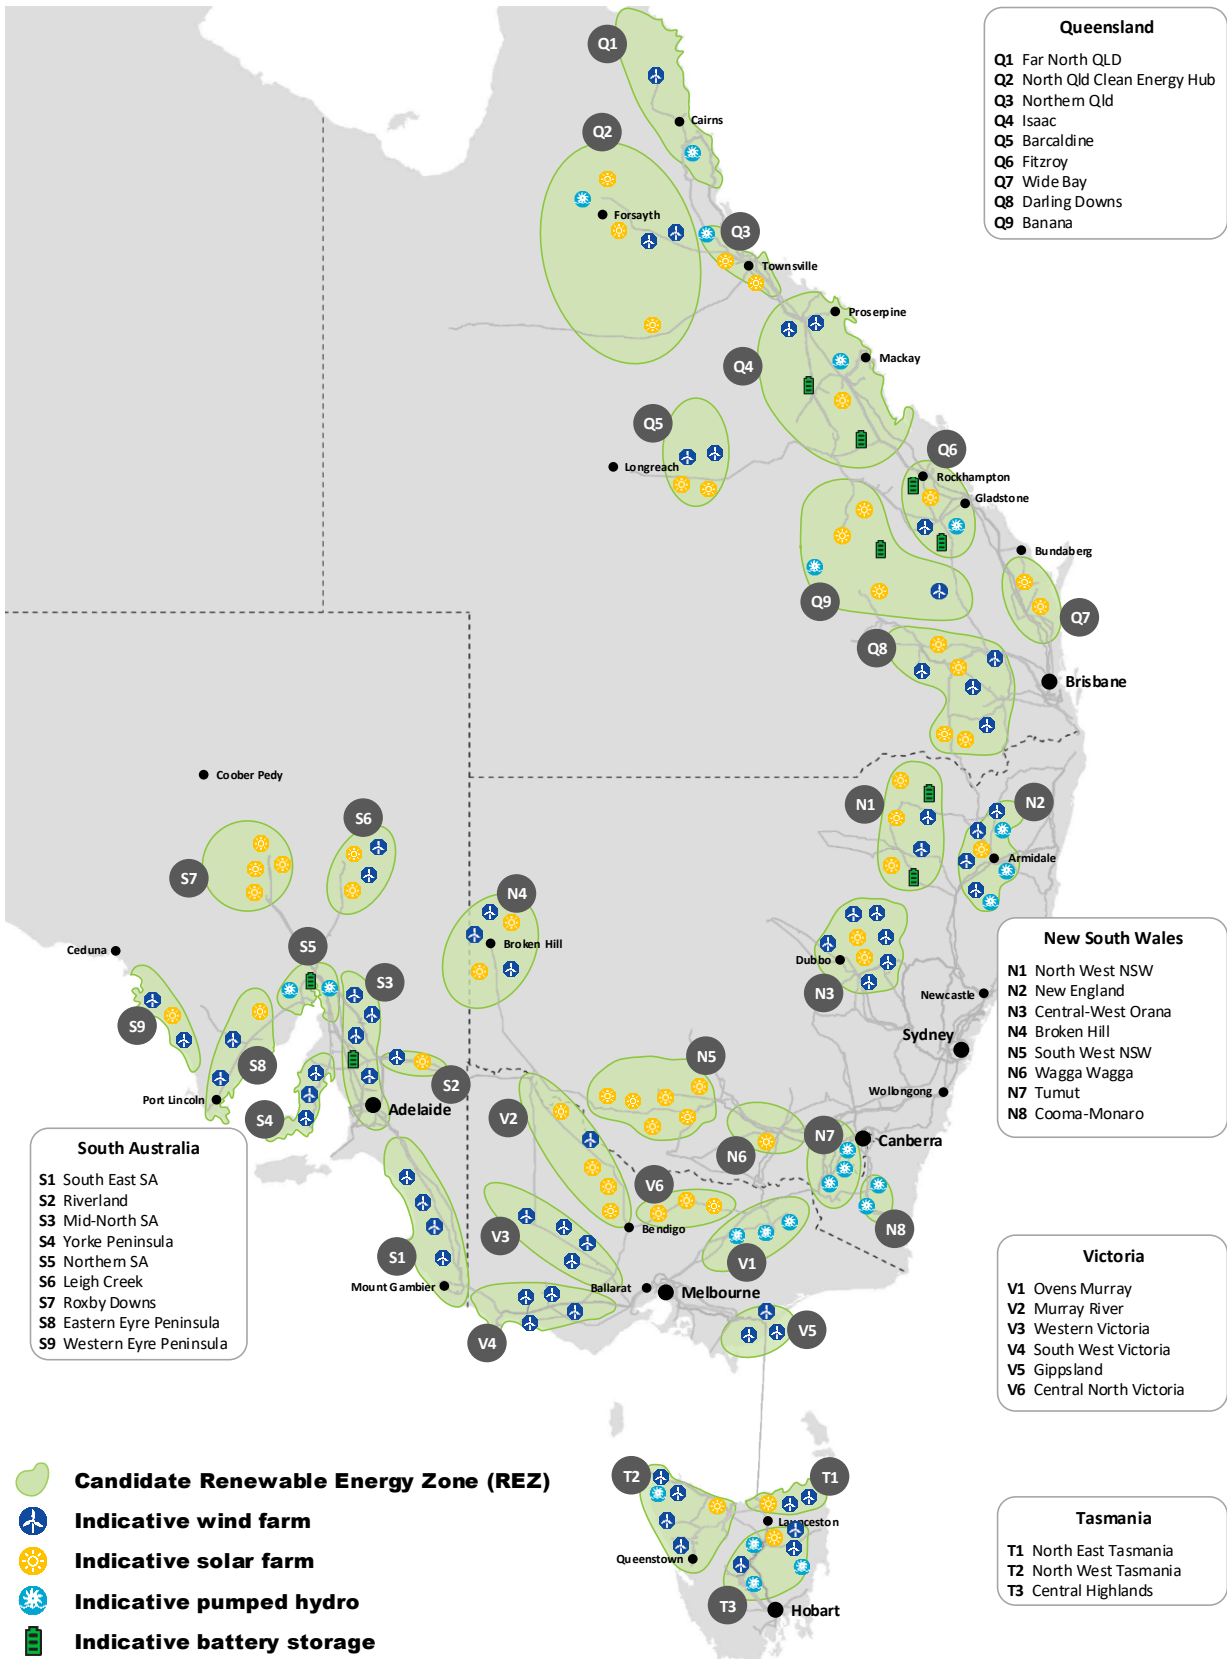 Queensland
Q1 Far North QLD
Q2 North Qld Clean Energy Hub
Q3 Northern Qld
Q4 Isaac
Q5 Barcaldine
Q6 Fitzroy
Q7 Wide Bay
Q8 Darling Downs
Q9 Banana
Q1
Cairns
Q2
Forsayth
Q3
Townsville
Proserpine
Mackay
Q4
Q5
Longreach
Q6
Rockhampton
Gladstone
Bundaberg
Q9
Q7
Q8
Brisbane
Coober Pedy
S6
S7
N1
N2
Armidale
N4
Broken Hill
Ceduna
S5
S3
S9
S8
Port Lincoln
S4
S2
Adelaide
Dubbo
N3
Newcastle
Sydney
Wollongong
N5
V2
N6
N7
Canberra
V6
N8
Bendigo
V3
V1
S1
Mount Gambier
Ballarat
Melbourne
V4
V5
New South Wales
N1 North West NSW
N2 New England
N3 Central-West Orana
N4 Broken Hill
N5 South West NSW
N6 Wagga Wagga
N7 Tumut
N8 Cooma-Monaro
South Australia
S1 South East SA
S2 Riverland
S3 Mid-North SA
S4 Yorke Peninsula
S5 Northern SA
S6 Leigh Creek
S7 Roxby Downs
S8 Eastern Eyre Peninsula
S9 Western Eyre Peninsula
Victoria
V1 Ovens Murray
V2 Murray River
V3 Western Victoria
V4 South West Victoria
V5 Gippsland
V6 Central North Victoria
T2
T1
Launceston
Queenstown
T3
Hobart
Tasmania
T1 North East Tasmania
T2 North West Tasmania
T3 Central Highlands
Candidate Renewable Energy Zone (REZ)
Indicative wind farm
Indicative solar farm
Indicative pumped hydro
Indicative battery storage